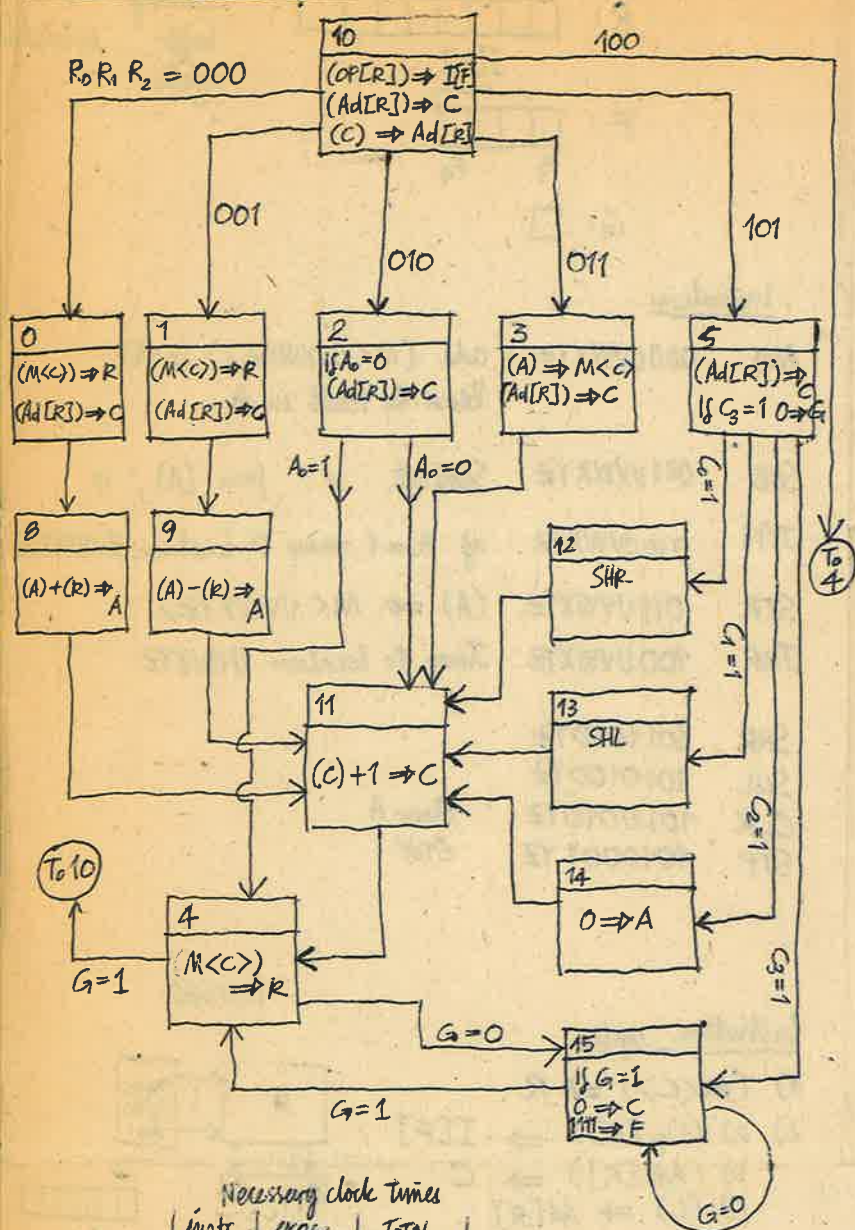 10
100
R₀ R₁ R₂ = 000
(OP[R]) ⇒ I[F]
(Ad[R]) ⇒ C
(C) ⇒ Ad[R]
001
010
011
101
0
(M<C>) ⇒ R
(Ad[R]) ⇒ C
1
(M<C>) ⇒ R
(Ad[R]) ⇒ C
2
if A₀=0
(Ad[R]) ⇒ C
3
(A) ⇒ M<C>
(Ad[R]) ⇒ C
5
(Ad[R]) ⇒ C
If C₃=1 0⇒G
A₀=1
A₀=0
C₀=1
8
(A)+(R) ⇒ A
9
(A)-(R) ⇒ A
12
SHR
To 4
C₁=1
11
(C)+1 ⇒ C
13
SHL
C₂=1
To 10
14
0 ⇒ A
4
(M<C>)
⇒ R
G=1
C₃=1
G=0
15
If G=1
0 ⇒ C
1111 ⇒ F
G=1
G=0
Necessary clock times
TOTAL